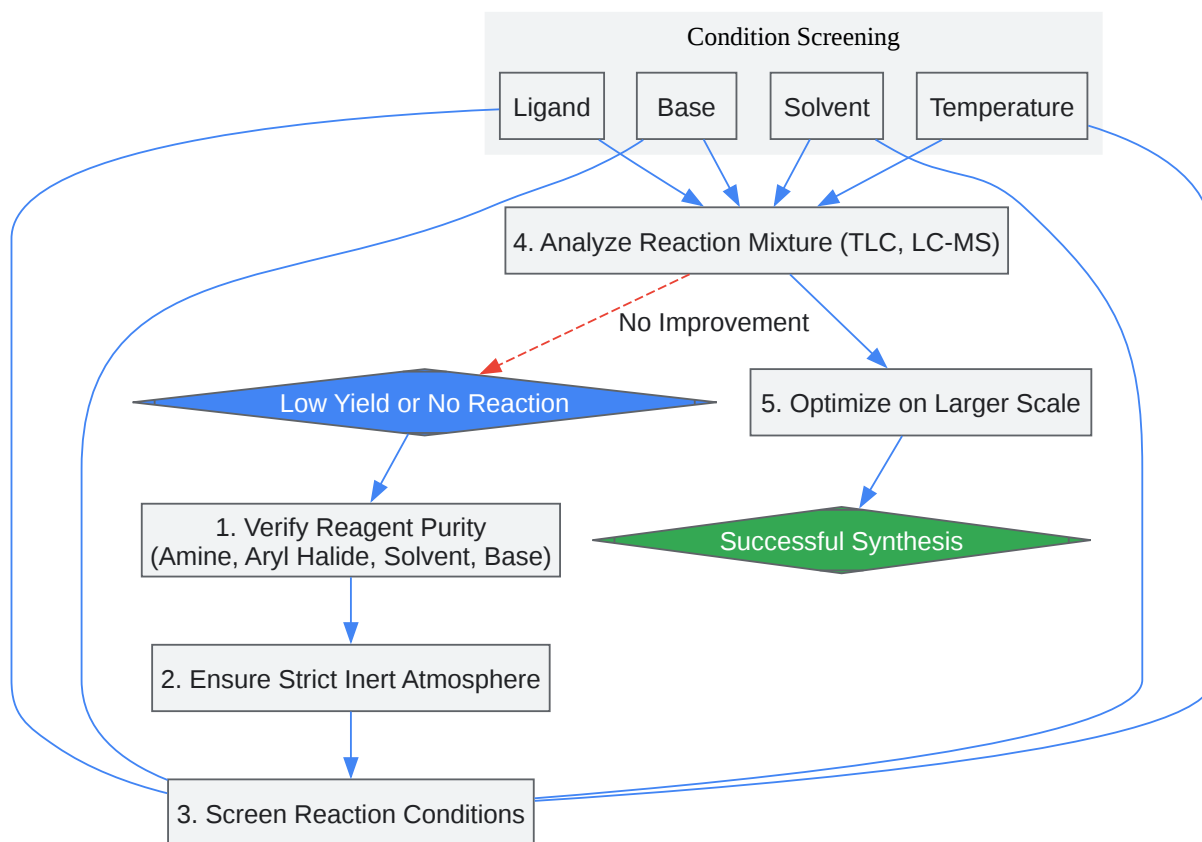 Condition Screening
Ligand
Base
Solvent
Temperature
4. Analyze Reaction Mixture (TLC, LC-MS)
No Improvement
Low Yield or No Reaction
5. Optimize on Larger Scale
1. Verify Reagent Purity
(Amine, Aryl Halide, Solvent, Base)
Successful Synthesis
2. Ensure Strict Inert Atmosphere
3. Screen Reaction Conditions